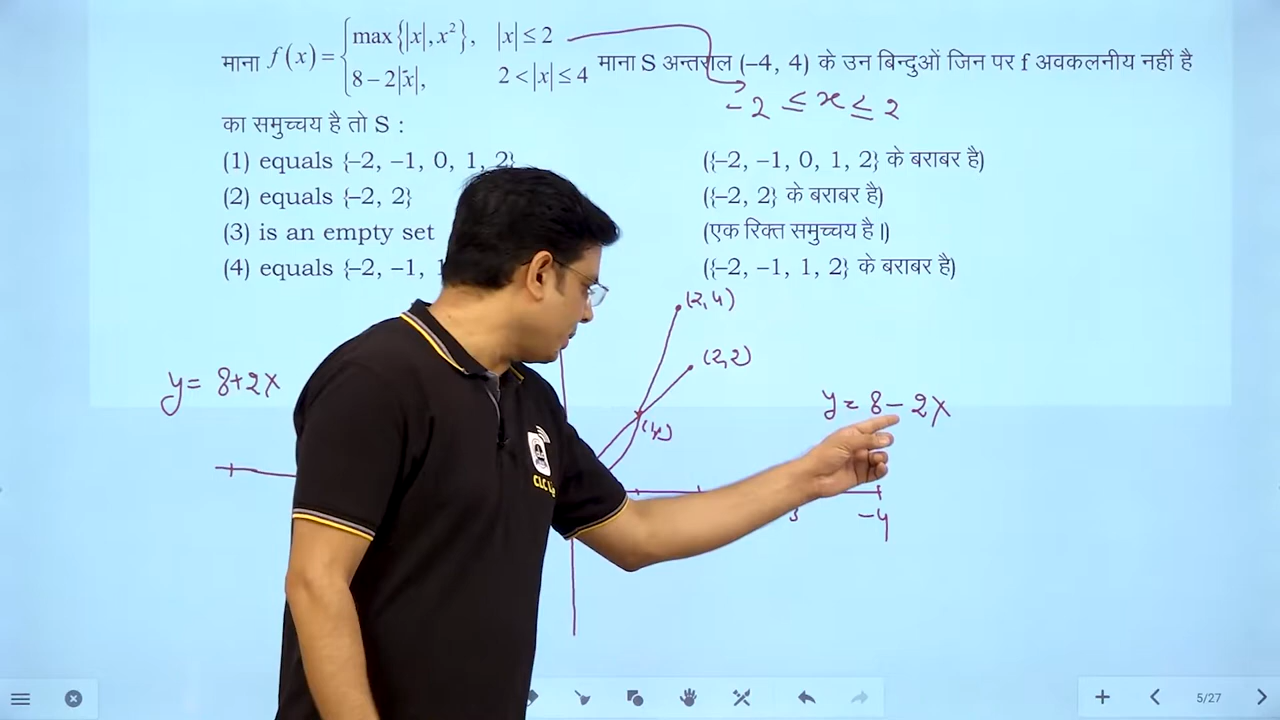 माना f(x) = { max{|x|, x²}, |x| ≤ 2
8 − 2|x|, 2 < |x| ≤ 4 माना S अन्तराल (–4, 4) के उन बिन्दुओं जिन पर f अवकलनीय नहीं है
- 2 ≤ x ≤ 2
का समुच्चय है तो S :
(1) equals {–2, –1, 0, 1, 2} ({–2, –1, 0, 1, 2} के बराबर है)
(2) equals {–2, 2} ({–2, 2} के बराबर है)
(3) is an empty set (एक रिक्त समुच्चय है।)
(4) equals {–2, –1, 1 ({–2, –1, 1, 2} के बराबर है)
(2,4)
(2,2)
y = 8+2x
y = 8 - 2x
-4
5/27